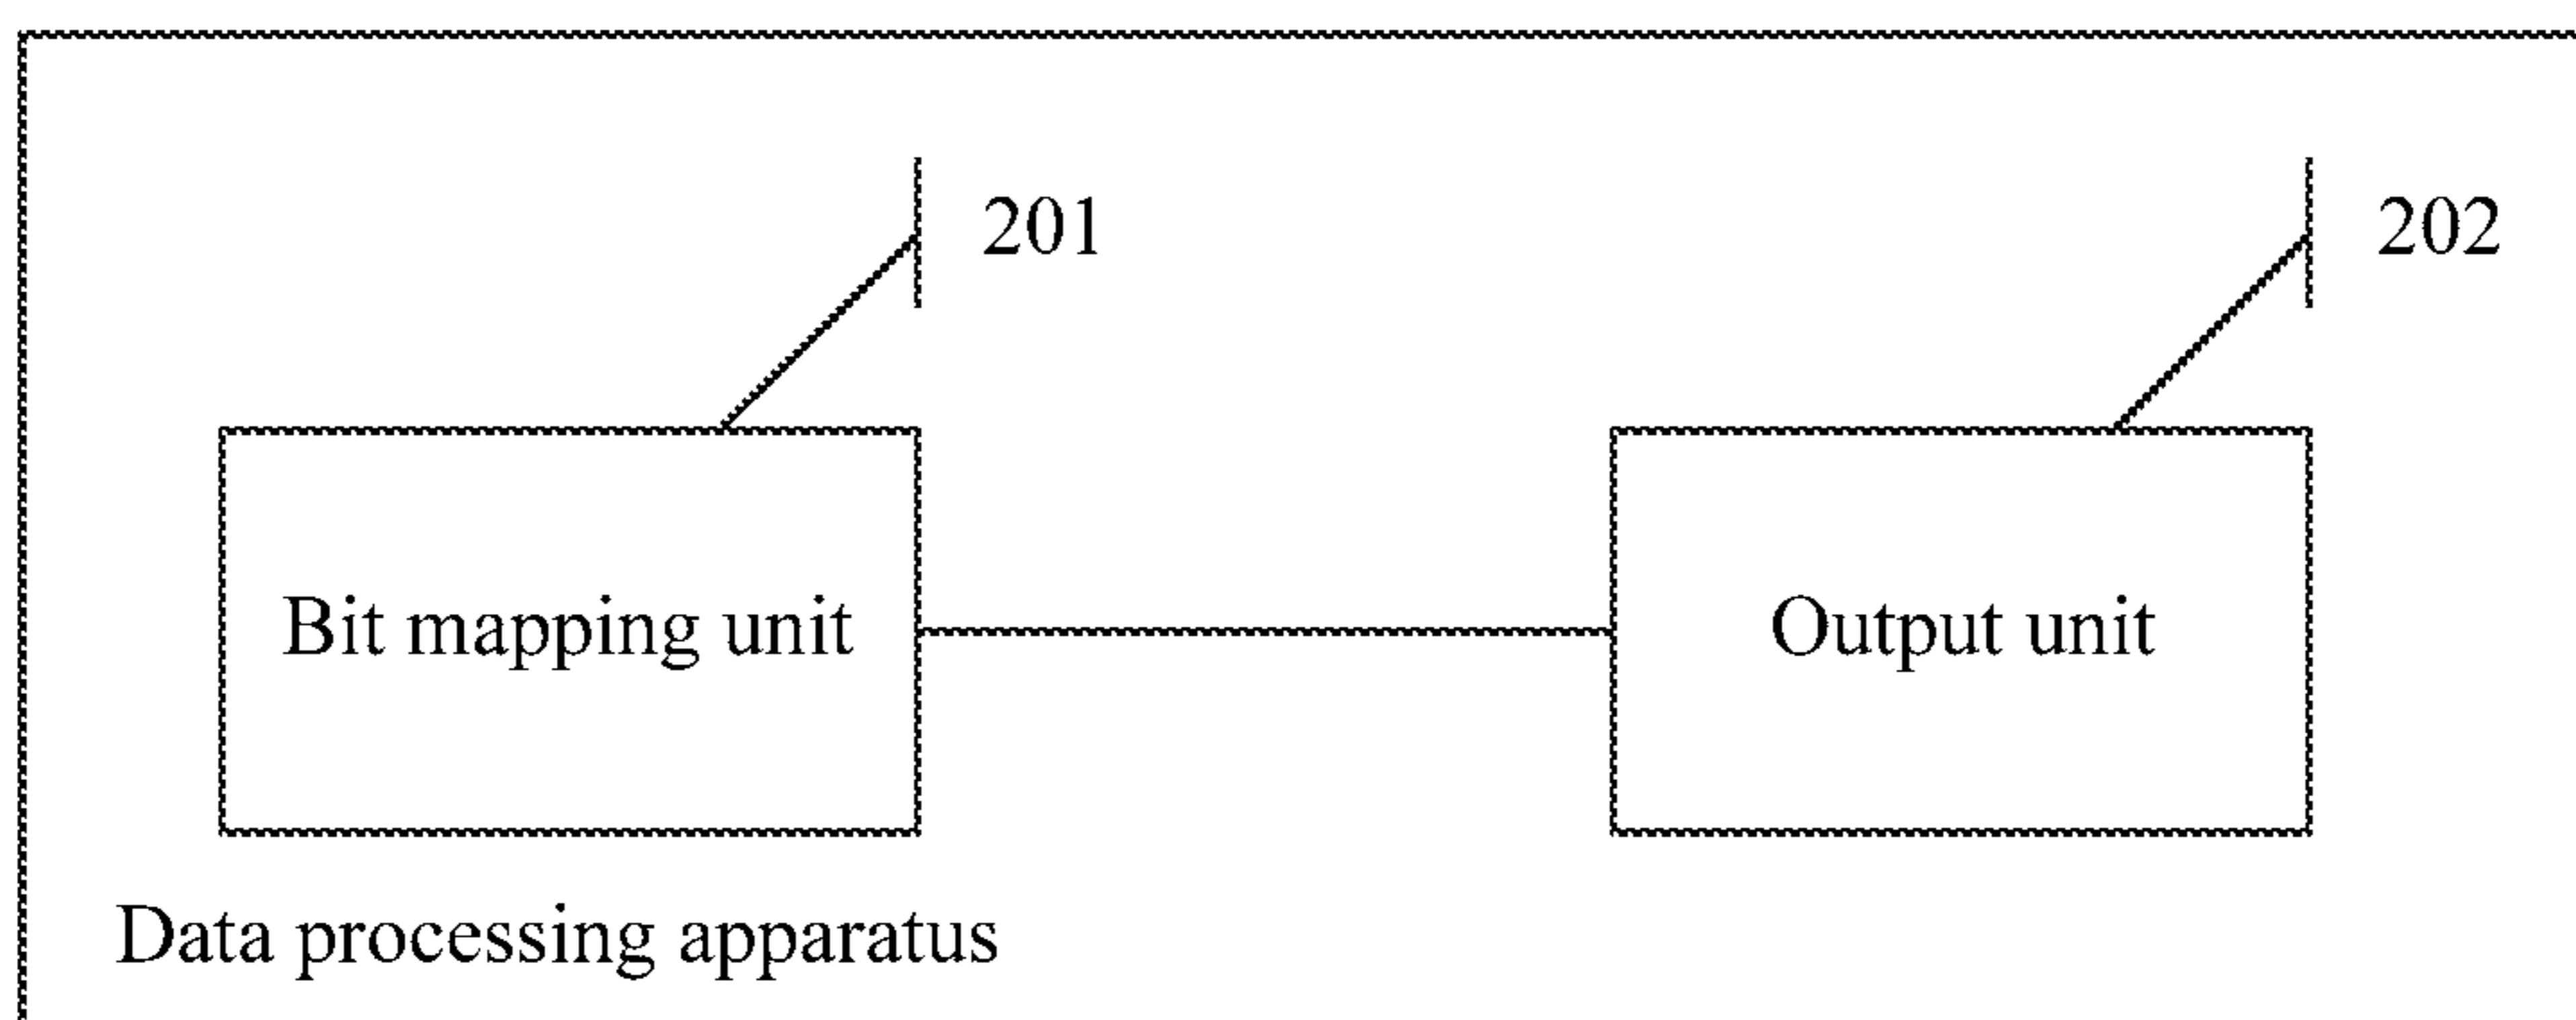 201
202
Bit mapping unit
Output unit
Data processing apparatus